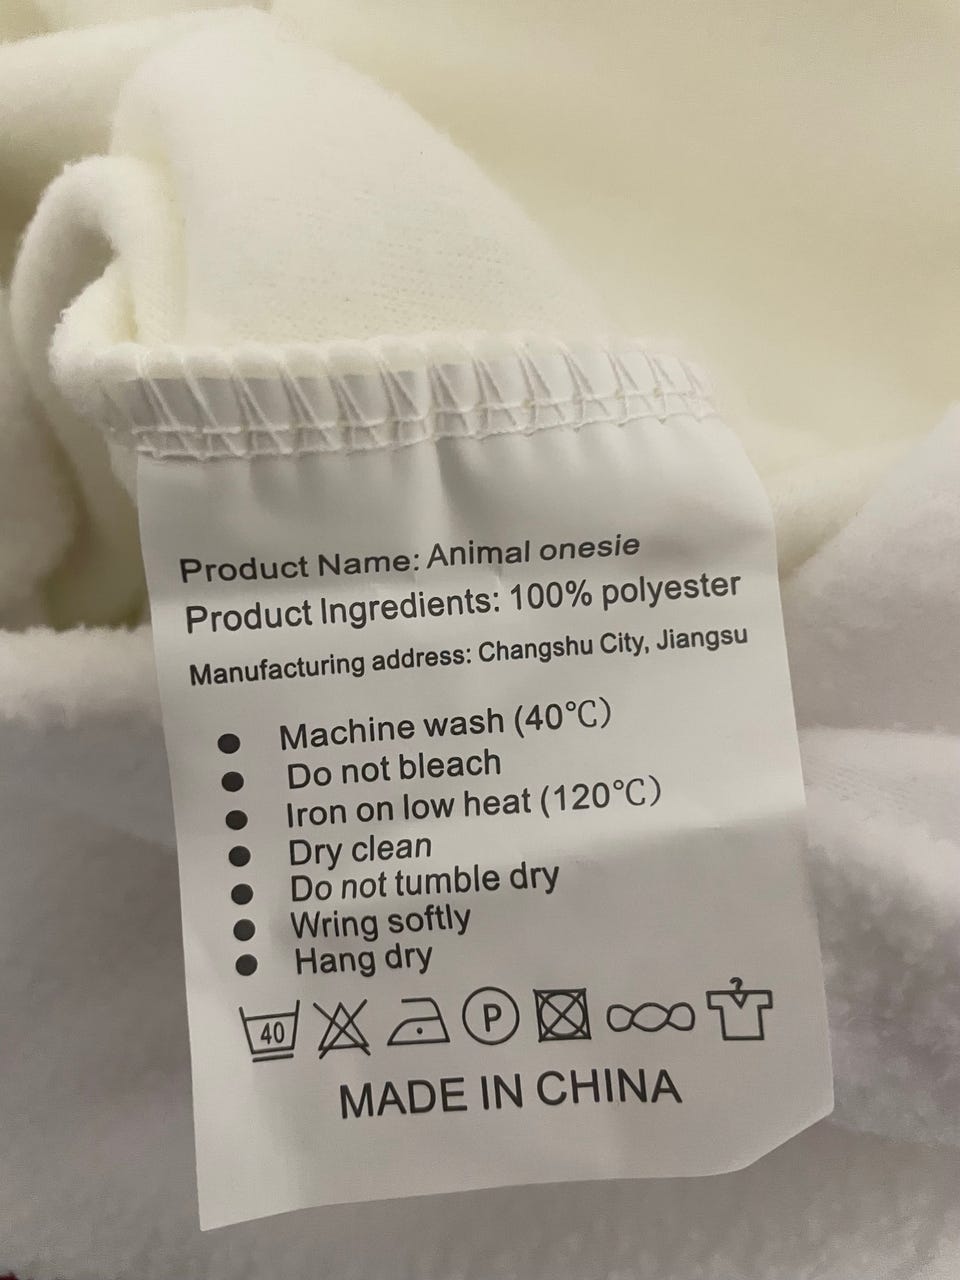 Product Name: Animal onesie
Product Ingredients: 100% polyester
Manufacturing address: Changshu City, Jiangsu
● Machine wash (40℃)
● Do not bleach
● Iron on low heat (120℃)
● Dry clean
● Do not tumble dry
● Wring softly
● Hang dry
40 P
MADE IN CHINA